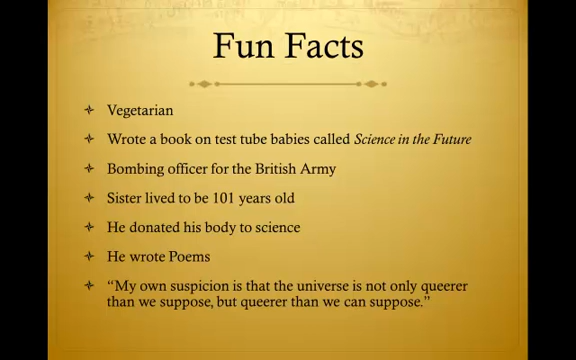 Fun Facts
Vegetarian
Wrote a book on test tube babies called Science in the Future
Bombing officer for the British Army
Sister lived to be 101 years old
He donated his body to science
He wrote Poems
“My own suspicion is that the universe is not only queerer
than we suppose, but queerer than we can suppose.”